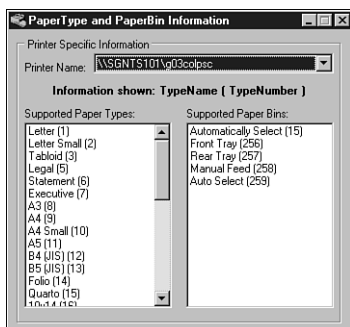 PaperType and PaperBin Information
Printer Specific Information
Printer Name: \\SGNTS101\g03colpsc
Information shown: TypeName ( TypeNumber )
Supported Paper Types:
Letter (1)
Letter Small (2)
Tabloid (3)
Legal (5)
Statement (6)
Executive (7)
A3 (8)
A4 (9)
A4 Small (10)
A5 (11)
B4 (JIS) (12)
B5 (JIS) (13)
Folio (14)
Quarto (15)
10x14 (16)
Supported Paper Bins:
Automatically Select (15)
Front Tray (256)
Rear Tray (257)
Manual Feed (258)
Auto Select (259)